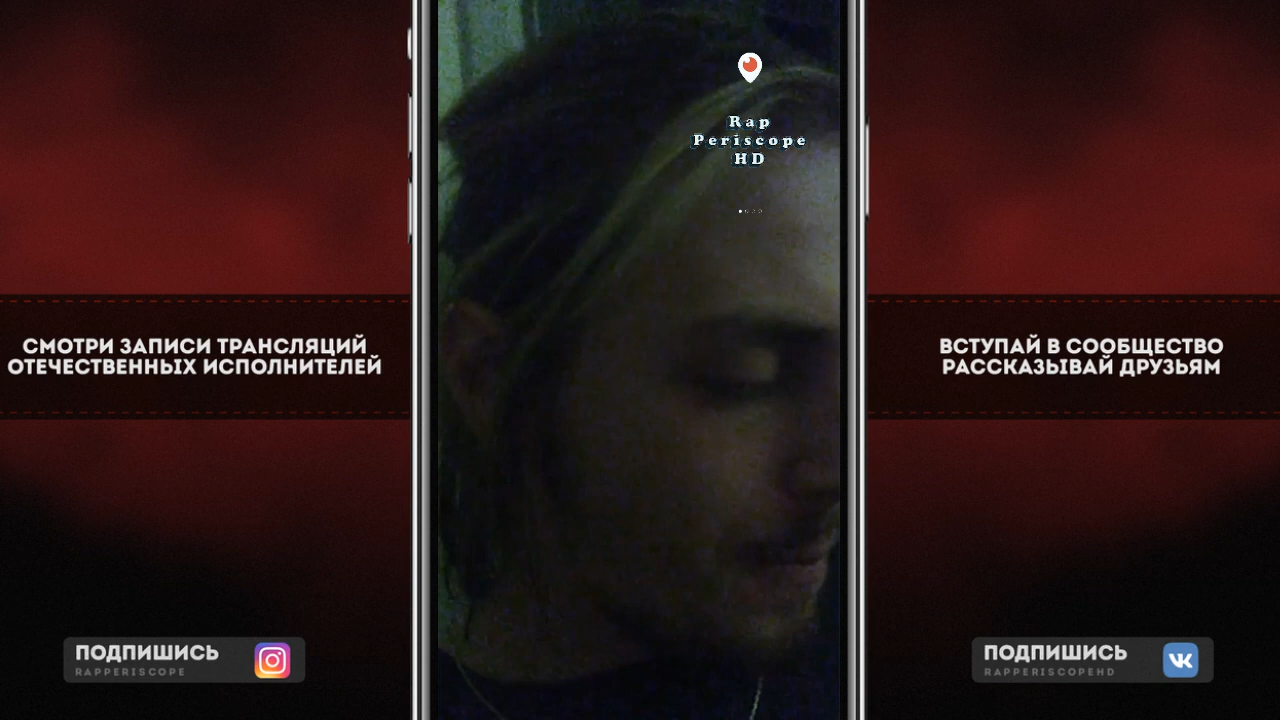 Rap
Periscope
HD
СМОТРИ ЗАПИСИ ТРАНСЛЯЦИЙ
ОТЕЧЕСТВЕННЫХ ИСПОЛНИТЕЛЕЙ
ВСТУПАЙ В СООБЩЕСТВО
РАССКАЗЫВАЙ ДРУЗЬЯМ
ПОДПИШИСЬ
RAPPERISCOPE
ПОДПИШИСЬ
RAPPERISCOPEHD